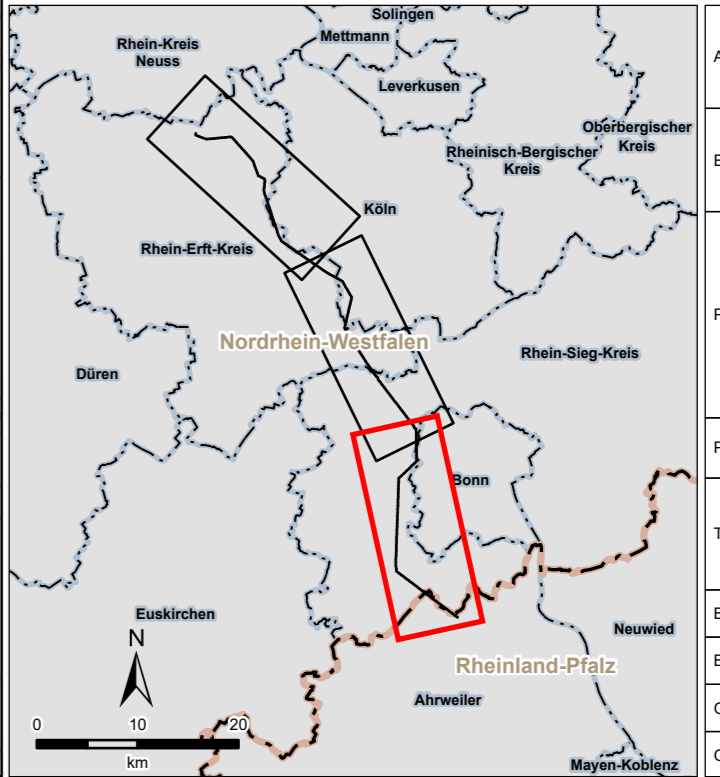 Solingen
Mettmann
Rhein-Kreis
Neuss
Leverkusen
Oberbergischer
Kreis
Rheinisch-Bergischer
Kreis
Köln
Rhein-Erft-Kreis
Nordrhein-Westfalen
Rhein-Sieg-Kreis
Düren
Bonn
Euskirchen
Neuwied
N
Rheinland-Pfalz
Ahrweiler
0 10 20
km
Mayen-Koblenz